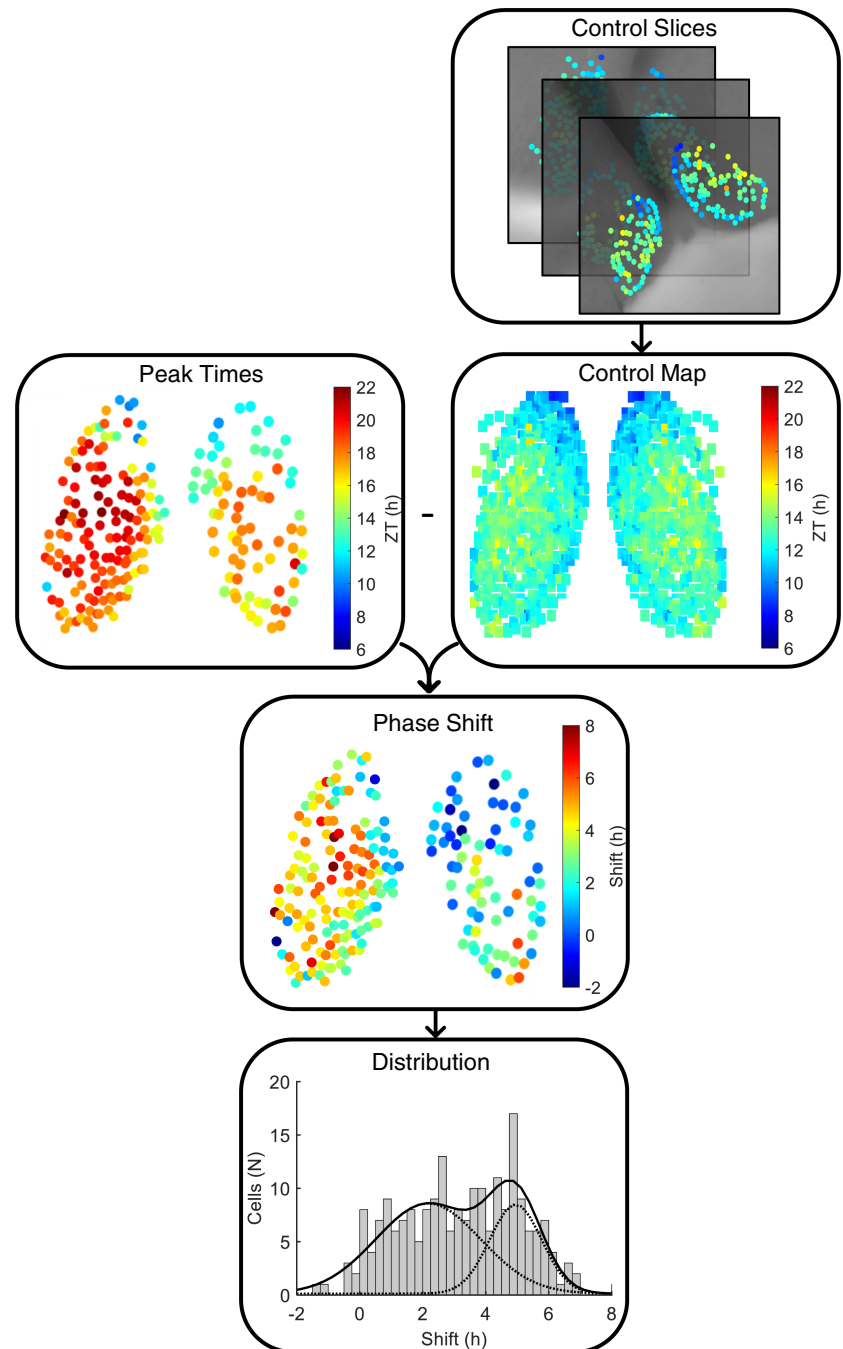 Control Slices
Peak Times
22
20
18
16
14
12
10
8
6
ZT (h)
-
Control Map
22
20
18
16
14
12
10
8
6
ZT (h)
Phase Shift
8
6
4
2
0
-2
Shift (h)
Distribution
20
15
10
5
0
Cells (N)
-2 0 2 4 6 8
Shift (h)